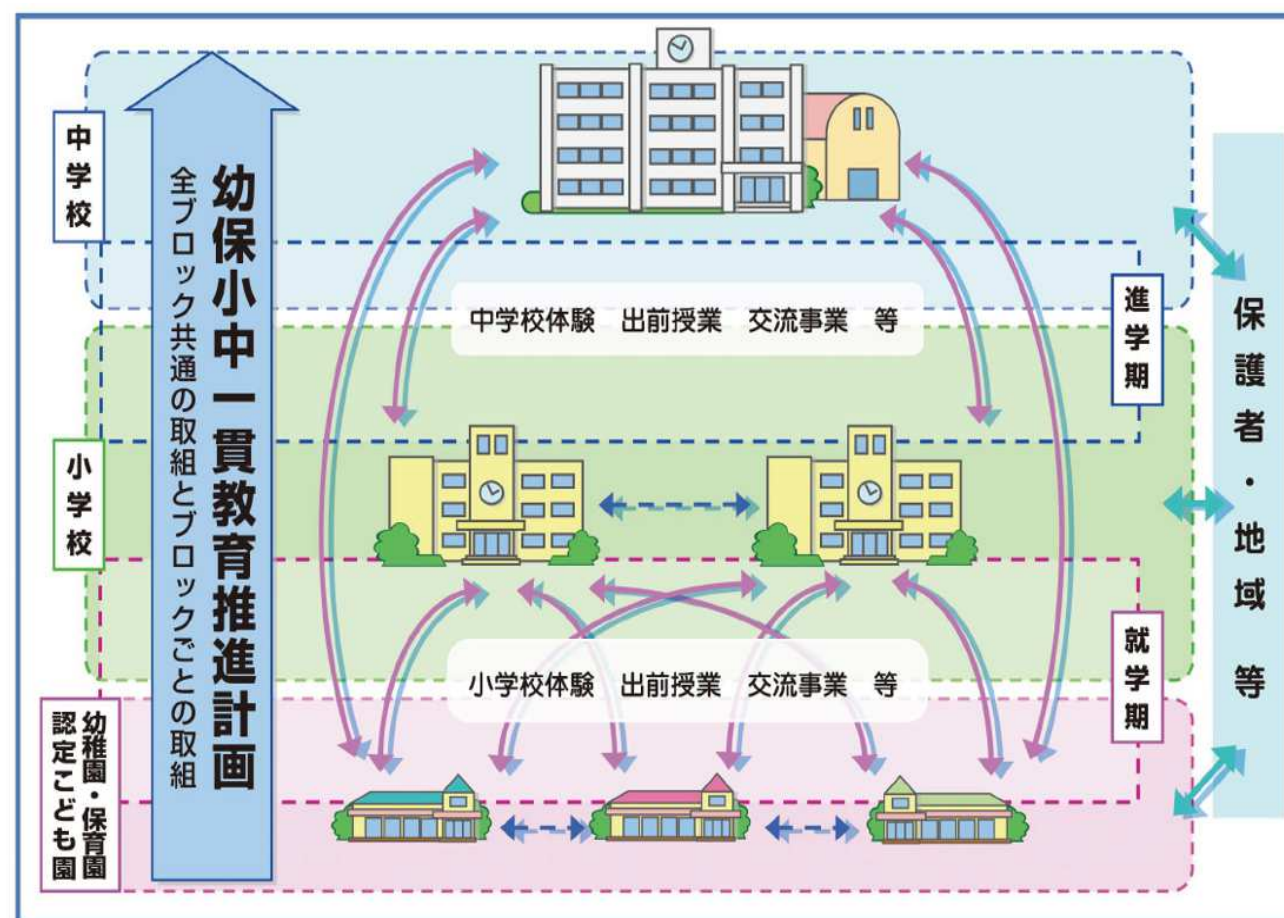 中学校
幼保小中一貫教育推進計画
全ブロック共通の取組とブロックごとの取組
中学校体験　出前授業　交流事業　等
進学期
保護者・地域　等
小学校
小学校体験　出前授業　交流事業　等
就学期
幼稚園・保育園
認定こども園